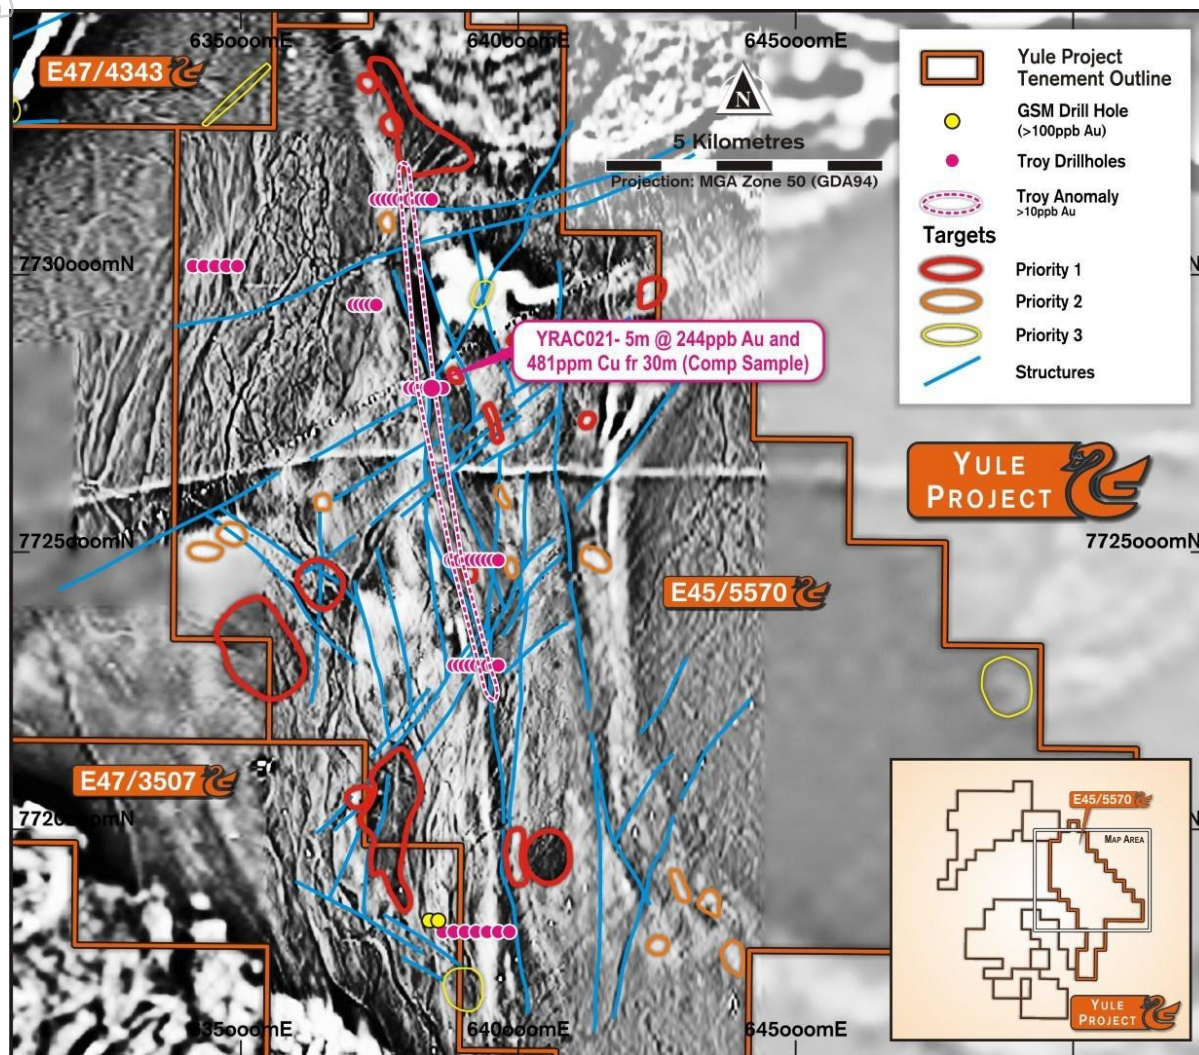 635000mE
640000mE
645000mE
E47/4343
N
5 Kilometres
Projection: MGA Zone 50 (GDA94)
Yule Project
Tenement Outline
GSM Drill Hole
(>100ppb Au)
Troy Drillholes
Troy Anomaly
>10ppb Au
Targets
Priority 1
Priority 2
Priority 3
Structures
7730000mN
N
YRAC021- 5m @ 244ppb Au and
481ppm Cu fr 30m (Comp Sample)
YULE
PROJECT
7725000mN
7725000mN
E45/5570
E47/3507
7720000mN
N
E45/5570
MAP AREA
YULE
PROJECT
635000mE
640000mE
645000mE